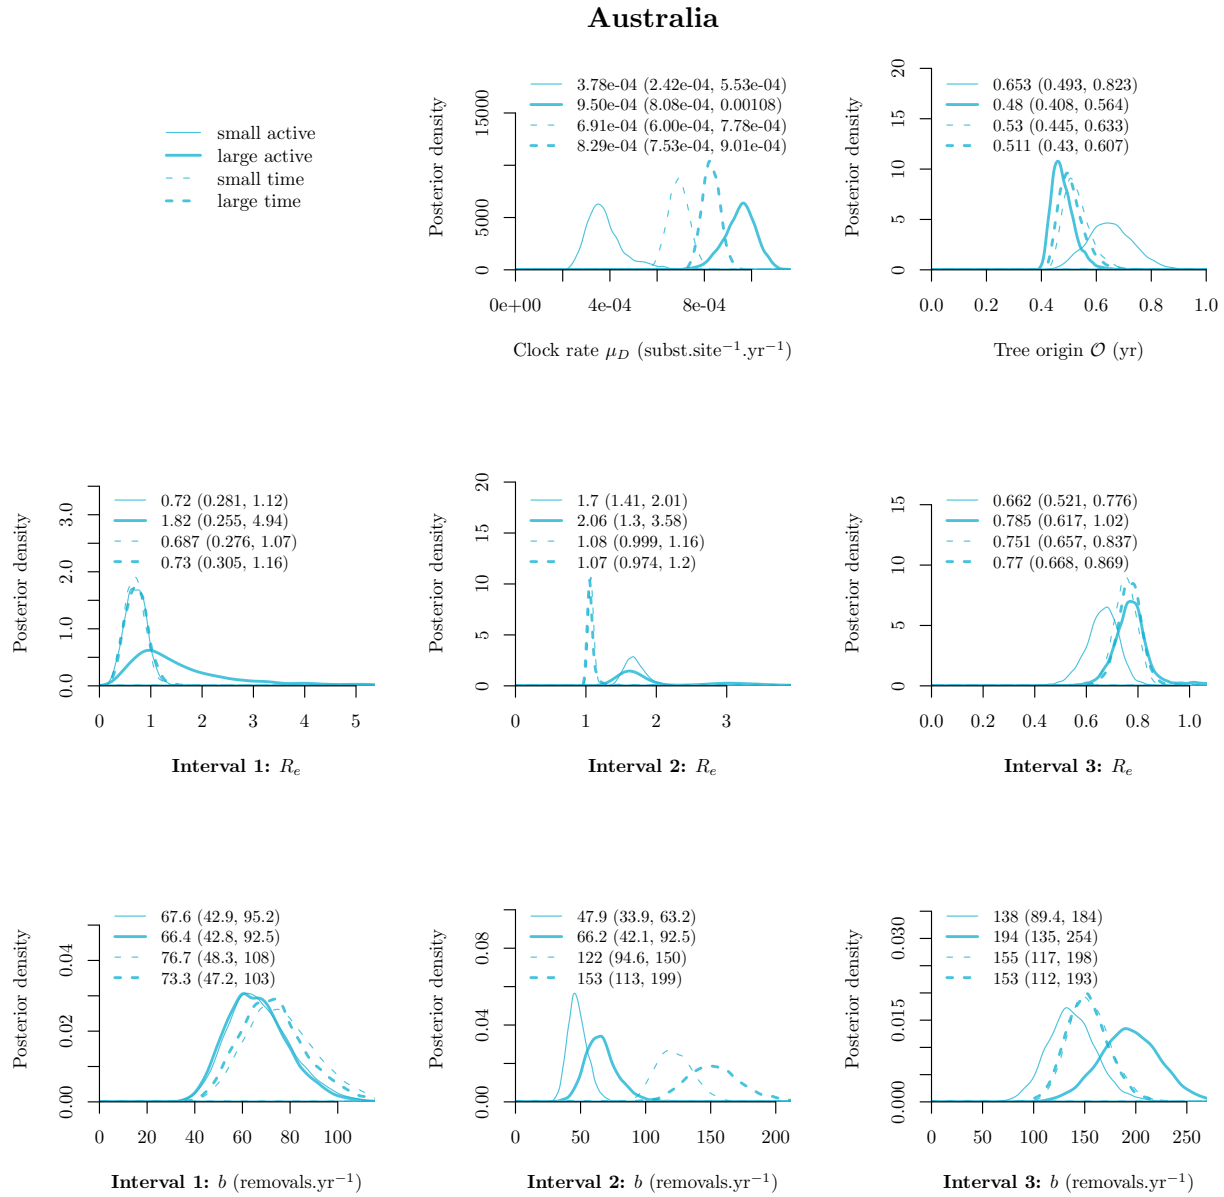 Australia
small active
large active
small time
large time
Posterior density
15000
5000
0
3.78e-04 (2.42e-04, 5.53e-04)
9.50e-04 (8.08e-04, 0.00108)
6.91e-04 (6.00e-04, 7.78e-04)
8.29e-04 (7.53e-04, 9.01e-04)
0e+00 4e-04 8e-04
Clock rate μD (subst.site⁻¹.yr⁻¹)
Posterior density
20
15
10
5
0
0.653 (0.493, 0.823)
0.48 (0.408, 0.564)
0.53 (0.445, 0.633)
0.511 (0.43, 0.607)
0.0 0.2 0.4 0.6 0.8 1.0
Tree origin 𝒪 (yr)
Posterior density
3.0
2.0
1.0
0.0
0.72 (0.281, 1.12)
1.82 (0.255, 4.94)
0.687 (0.276, 1.07)
0.73 (0.305, 1.16)
0 1 2 3 4 5
Interval 1: Re
Posterior density
20
15
10
5
0
1.7 (1.41, 2.01)
2.06 (1.3, 3.58)
1.08 (0.999, 1.16)
1.07 (0.974, 1.2)
0 1 2 3
Interval 2: Re
Posterior density
15
10
5
0
0.662 (0.521, 0.776)
0.785 (0.617, 1.02)
0.751 (0.657, 0.837)
0.77 (0.668, 0.869)
0.0 0.2 0.4 0.6 0.8 1.0
Interval 3: Re
Posterior density
0.04
0.02
0.00
67.6 (42.9, 95.2)
66.4 (42.8, 92.5)
76.7 (48.3, 108)
73.3 (47.2, 103)
0 20 40 60 80 100
Interval 1: b (removals.yr⁻¹)
Posterior density
0.08
0.04
0.00
47.9 (33.9, 63.2)
66.2 (42.1, 92.5)
122 (94.6, 150)
153 (113, 199)
0 50 100 150 200
Interval 2: b (removals.yr⁻¹)
Posterior density
0.030
0.015
0.000
138 (89.4, 184)
194 (135, 254)
155 (117, 198)
153 (112, 193)
0 50 100 150 200 250
Interval 3: b (removals.yr⁻¹)